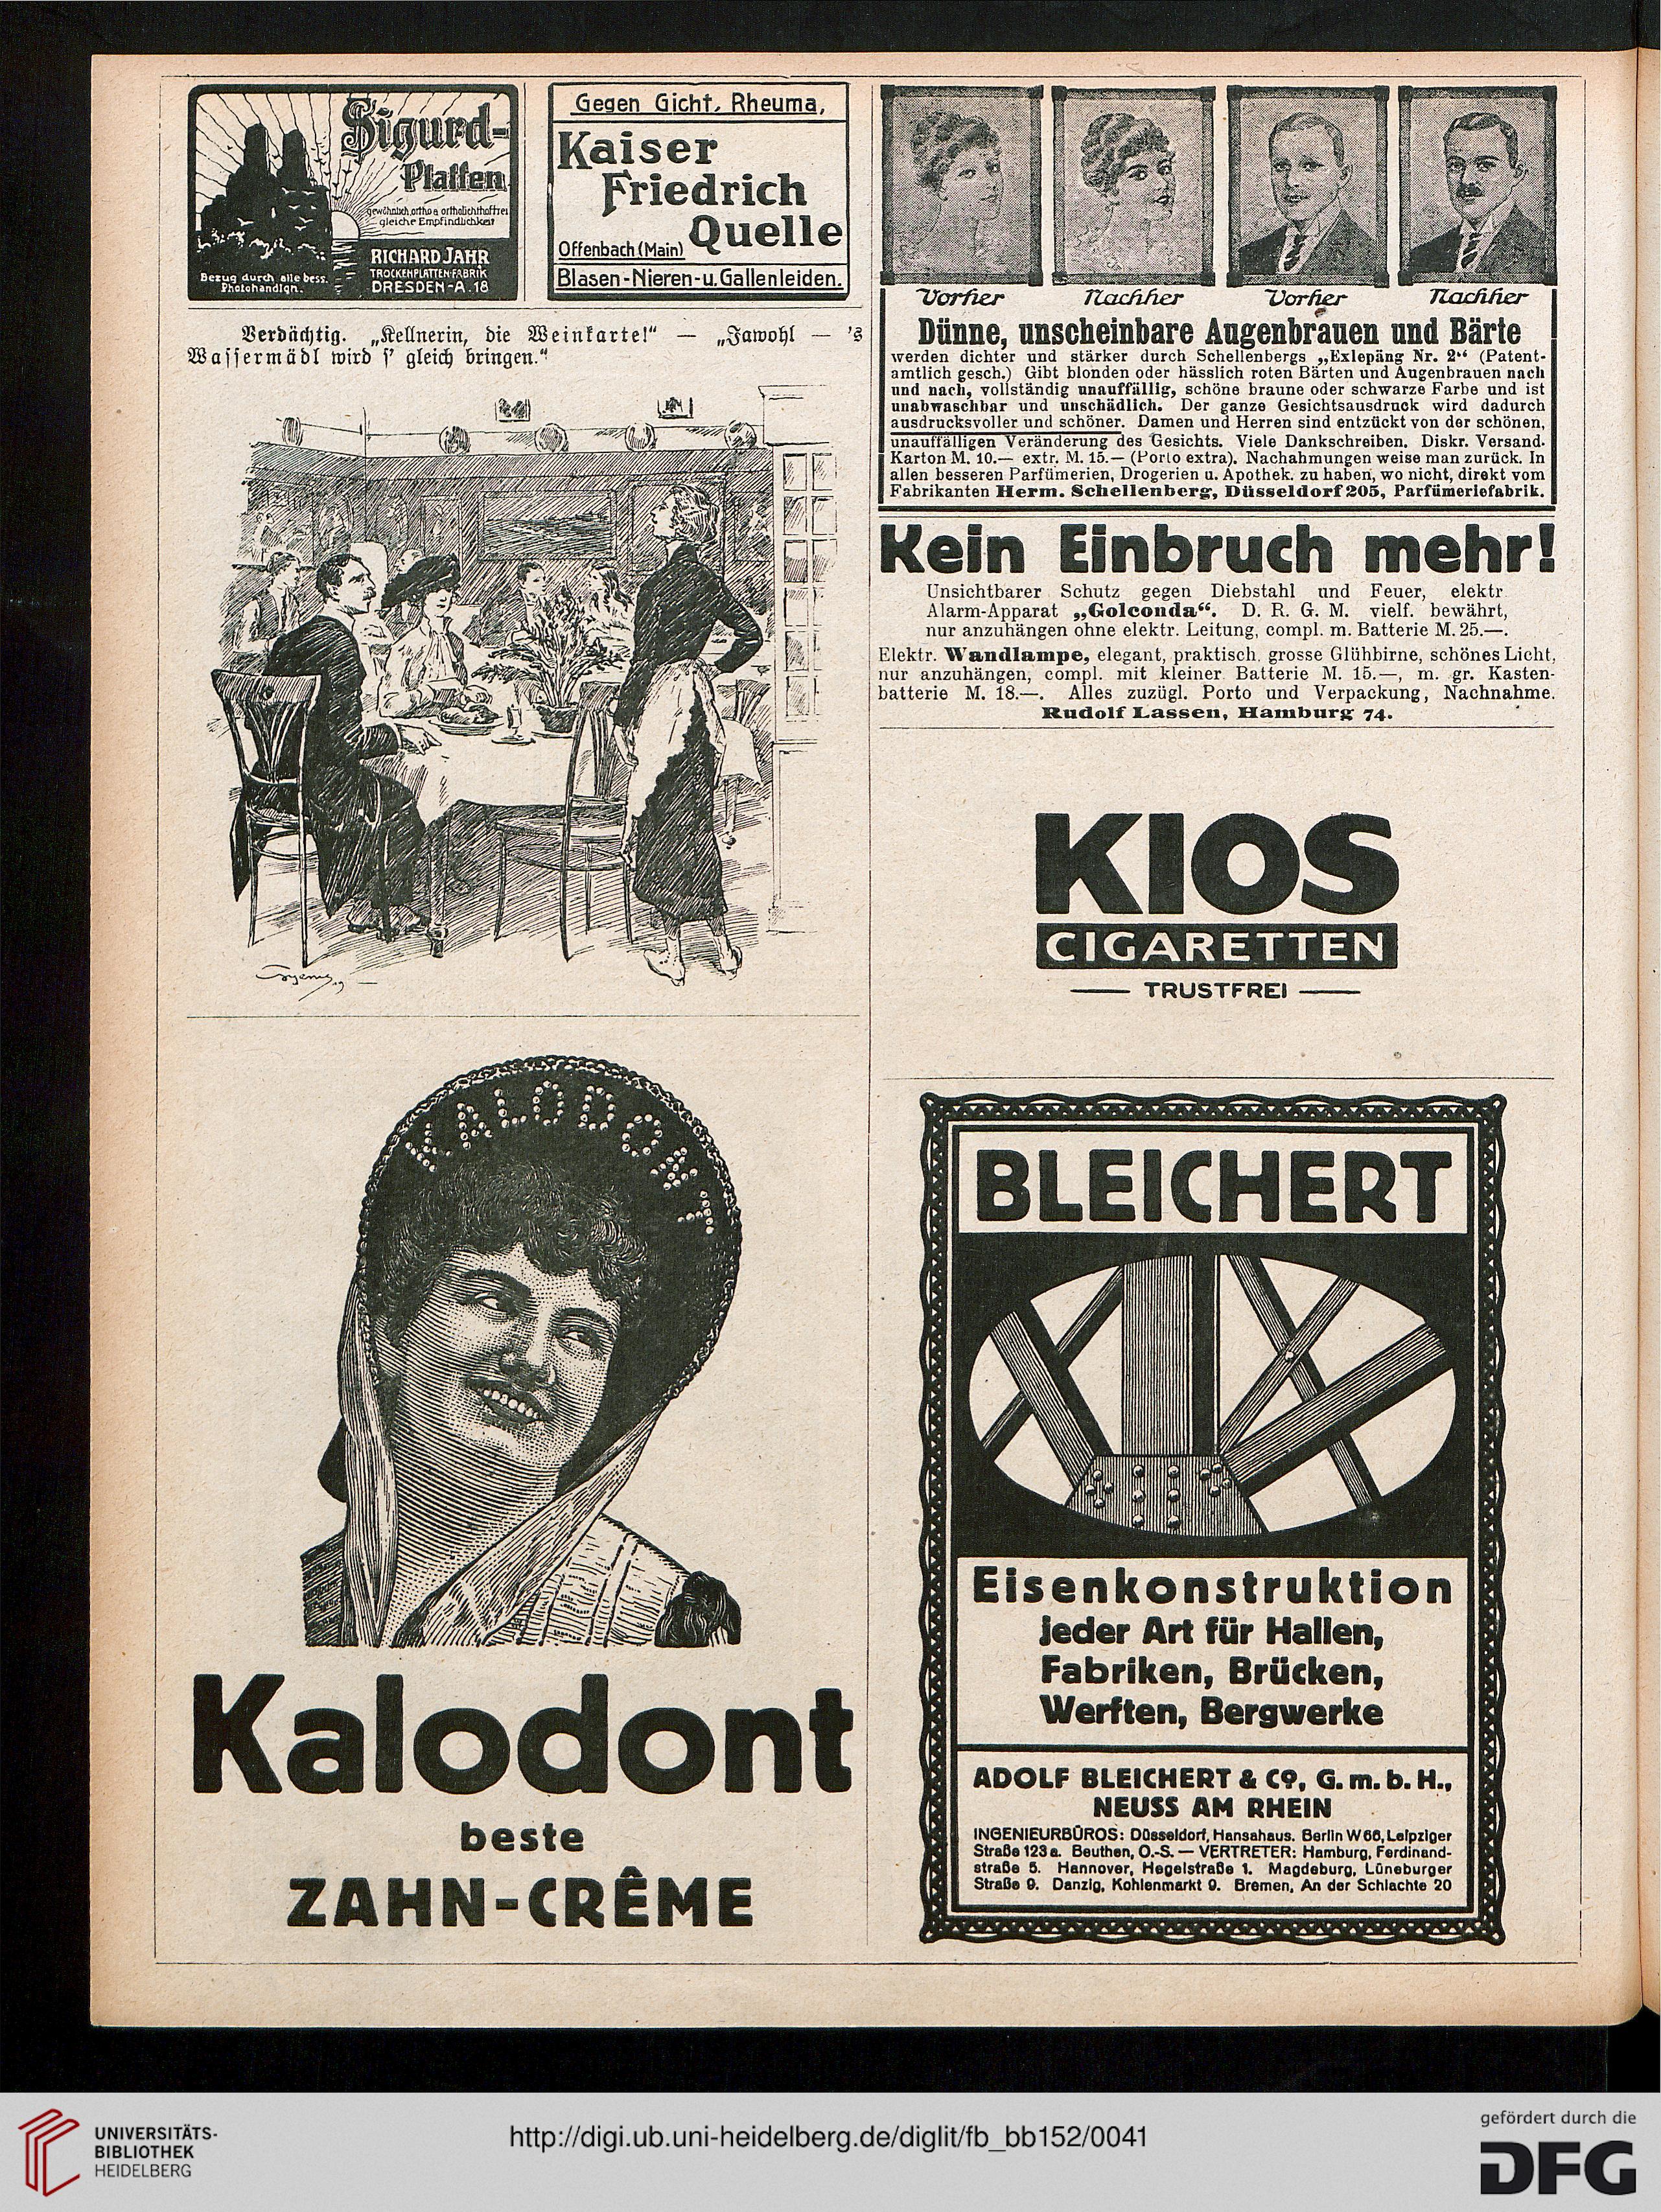 Sigurd-
Platten
gewöhnlich, ortho u. ortholichthoffrei
gleiche Empfindlichkeit
RICHARD JAHR
TROCKENPLATTEN-FABRIK
DRESDEN-A.18
Bezug durch alle bess.
Photohandlgn.
Gegen Gicht, Rheuma,
Kaiser
Friedrich
Quelle
Offenbach (Main)
Blasen-Nieren-u. Gallenleiden.
Verdächtig. „Kellnerin, die Weinkarte!“ — „Jawohl — 's
Wassermädl wird s' gleich bringen.“
KALODONT
Kalodont
beste
ZAHN-CRÊME
Vorher Nachher Vorher Nachher
Dünne, unscheinbare Augenbrauen und Bärte
werden dichter und stärker durch Schellenbergs „Exlepäng Nr. 2“ (Patent-
amtlich gesch.) Gibt blonden oder hässlich roten Bärten und Augenbrauen nach
und nach, vollständig unauffällig, schöne braune oder schwarze Farbe und ist
unabwaschbar und unschädlich. Der ganze Gesichtsausdruck wird dadurch
ausdrucksvoller und schöner. Damen und Herren sind entzückt von der schönen,
unauffälligen Veränderung des Gesichts. Viele Dankschreiben. Diskr. Versand.
Karton M. 10.— extr. M. 15.— (Porto extra). Nachahmungen weise man zurück. In
allen besseren Parfümerien, Drogerien u. Apothek. zu haben, wo nicht, direkt vom
Fabrikanten Herm. Schellenberg, Düsseldorf 205, Parfümeriefabrik.
Kein Einbruch mehr!
Unsichtbarer Schutz gegen Diebstahl und Feuer, elektr
Alarm-Apparat „Golconda“. D. R. G. M. vielf. bewährt,
nur anzuhängen ohne elektr. Leitung, compl. m. Batterie M. 25.—.
Elektr. Wandlampe, elegant, praktisch, grosse Glühbirne, schönes Licht,
nur anzuhängen, compl. mit kleiner Batterie M. 15.—, m. gr. Kasten-
batterie M. 18.—. Alles zuzügl. Porto und Verpackung, Nachnahme.
Rudolf Lassen, Hamburg 74.
KIOS
CIGARETTEN
— TRUSTFREI —
BLEICHERT
Eisenkonstruktion
jeder Art für Hallen,
Fabriken, Brücken,
Werften, Bergwerke
ADOLF BLEICHERT & Co, G. m. b. H.,
NEUSS AM RHEIN
INGENIEURBÜROS: Düsseldorf, Hansahaus. Berlin W 66, Leipziger
Straße 123a. Beuthen, O.-S. — VERTRETER: Hamburg, Ferdinand-
straße 5. Hannover, Hegelstraße 1. Magdeburg, Lüneburger
Straße 9. Danzig, Kohlenmarkt 9. Bremen, An der Schlachte 20
UNIVERSITÄTS-
BIBLIOTHEK
HEIDELBERG
http://digi.ub.uni-heidelberg.de/diglit/fb_bb152/0041
gefördert durch die
DFG